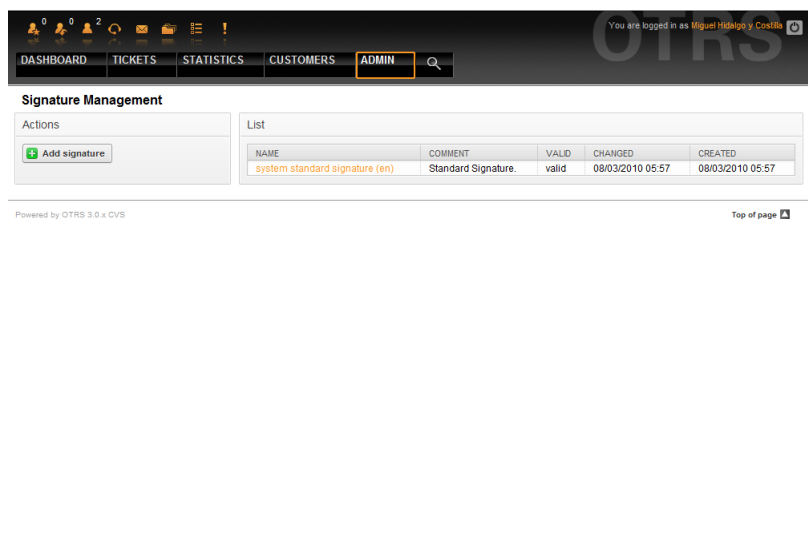 0 0 2
You are logged in as Miguel Hidalgo y Costilla
OTRS
DASHBOARD TICKETS STATISTICS CUSTOMERS ADMIN
Signature Management
Actions
Add signature
List
NAME COMMENT VALID CHANGED CREATED
system standard signature (en) Standard Signature. valid 08/03/2010 05:57 08/03/2010 05:57
Powered by OTRS 3.0.x CVS
Top of page